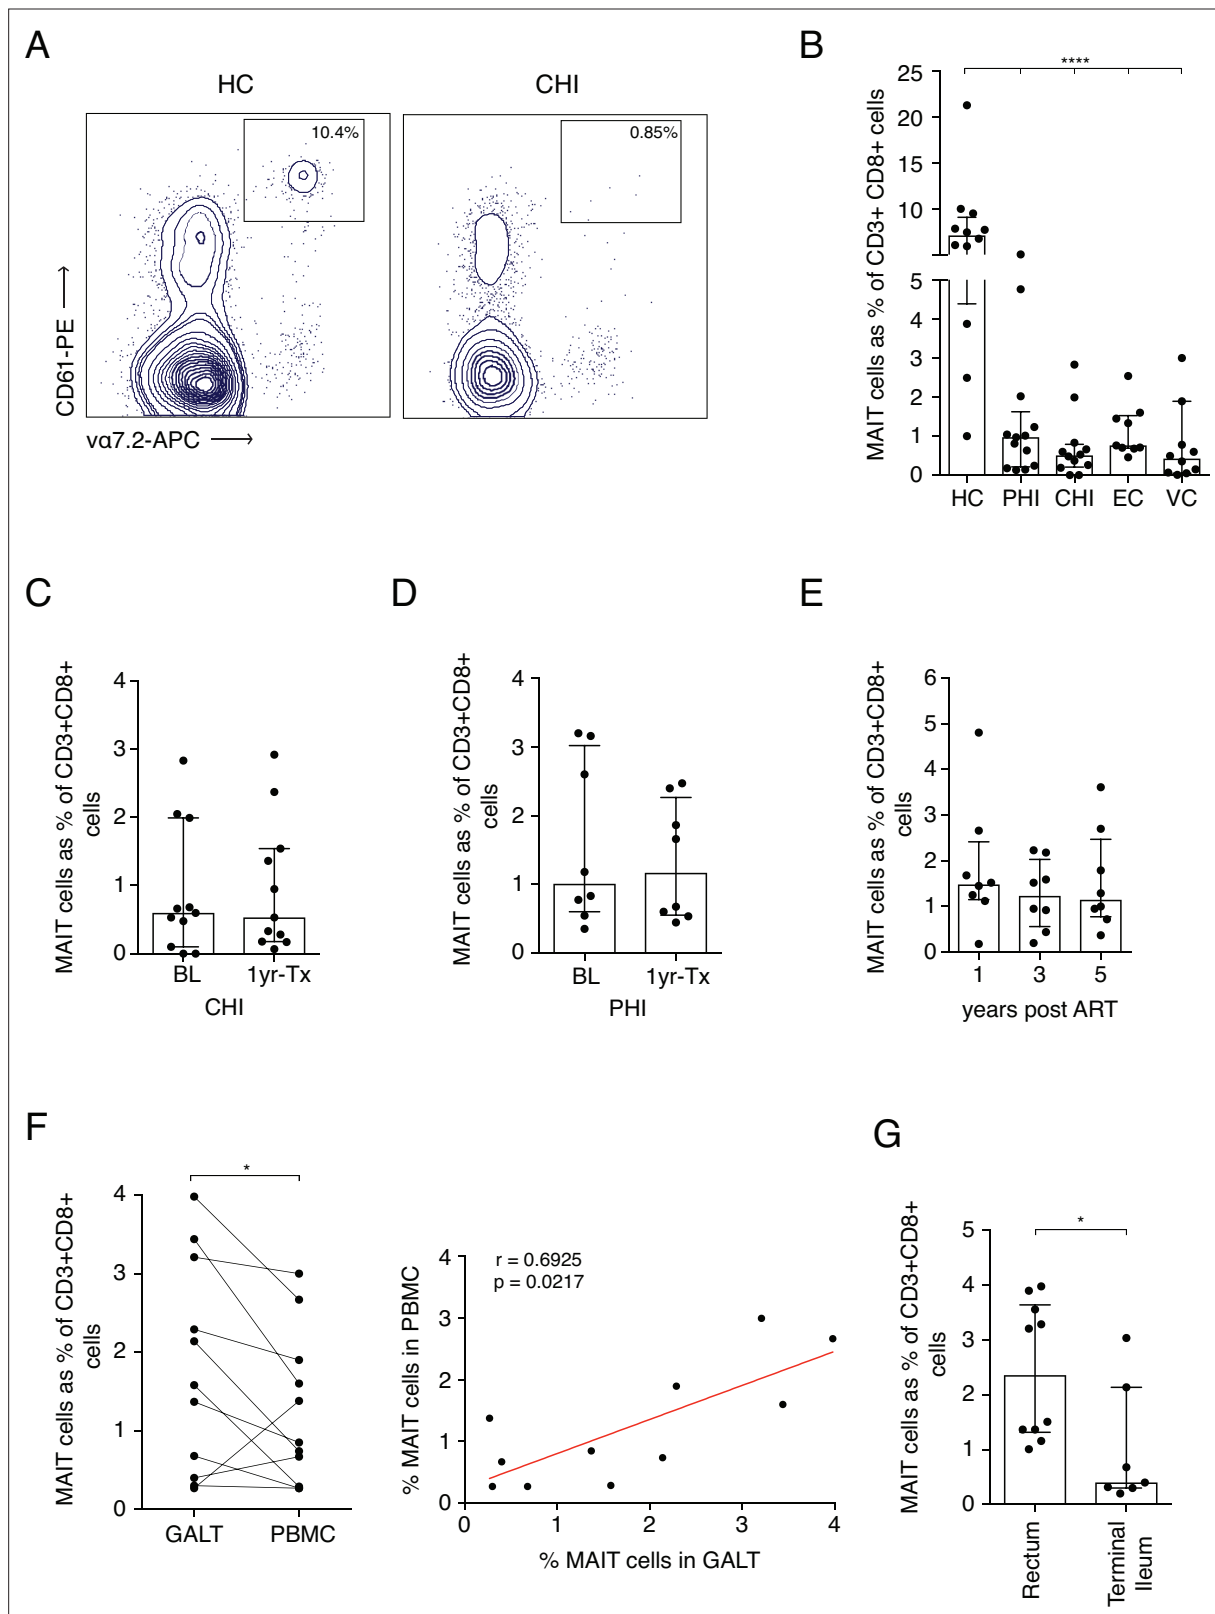 A
HC
CHI
10.4%
0.85%
CD61-PE
vα7.2-APC
B
****
MAIT cells as % of CD3+ CD8+ cells
25
20
15
10
5
4
3
2
1
0
HC PHI CHI EC VC
C
MAIT cells as % of CD3+CD8+
cells
4
3
2
1
0
BL 1yr-Tx
CHI
D
MAIT cells as % of CD3+CD8+
cells
4
3
2
1
0
BL 1yr-Tx
PHI
E
MAIT cells as % of CD3+CD8+
cells
6
5
4
3
2
1
0
1 3 5
years post ART
F
*
MAIT cells as % of CD3+CD8+
cells
4
3
2
1
0
GALT PBMC
r = 0.6925
p = 0.0217
% MAIT cells in PBMC
4
3
2
1
0
0 1 2 3 4
% MAIT cells in GALT
G
*
MAIT cells as % of CD3+CD8+
cells
5
4
3
2
1
0
Rectum
Terminal
Ileum